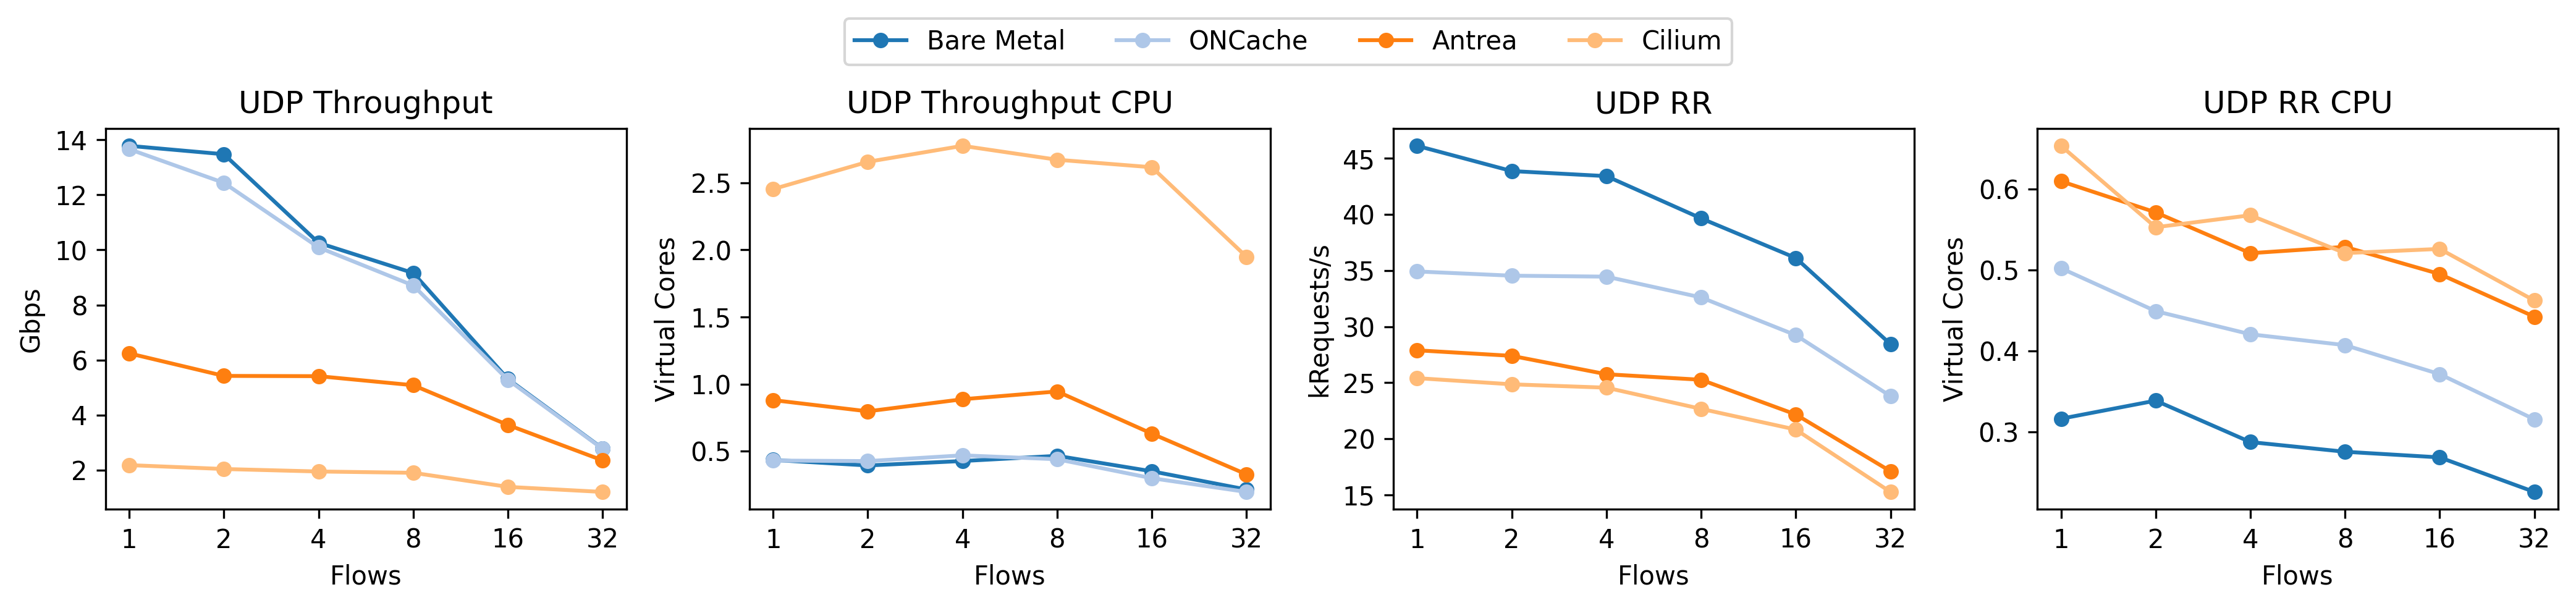 Bare Metal ONCache Antrea Cilium
UDP Throughput
14
12
10
8
6
4
2
Gbps
1 2 4 8 16 32
Flows
UDP Throughput CPU
2.5
2.0
1.5
1.0
0.5
Virtual Cores
1 2 4 8 16 32
Flows
UDP RR
45
40
35
30
25
20
15
kRequests/s
1 2 4 8 16 32
Flows
UDP RR CPU
0.6
0.5
0.4
0.3
Virtual Cores
1 2 4 8 16 32
Flows